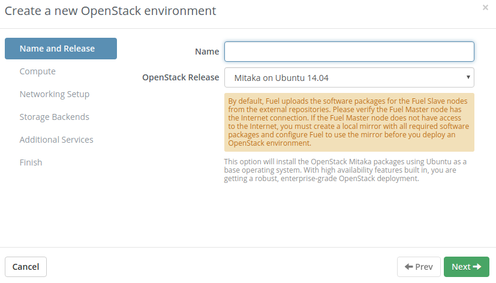 Create a new OpenStack environment
×
Name and Release
Name
Compute
OpenStack Release
Mitaka on Ubuntu 14.04
Networking Setup
By default, Fuel uploads the software packages for the Fuel Slave nodes
from the external repositories. Please verify the Fuel Master node has
the Internet connection. If the Fuel Master node does not have access
to the Internet, you must create a local mirror with all required software
packages and configure Fuel to use the mirror before you deploy an
OpenStack environment.
Storage Backends
Additional Services
Finish
This option will install the OpenStack Mitaka packages using Ubuntu as a
base operating system. With high availability features built in, you are
getting a robust, enterprise-grade OpenStack deployment.
Cancel
Prev
Next